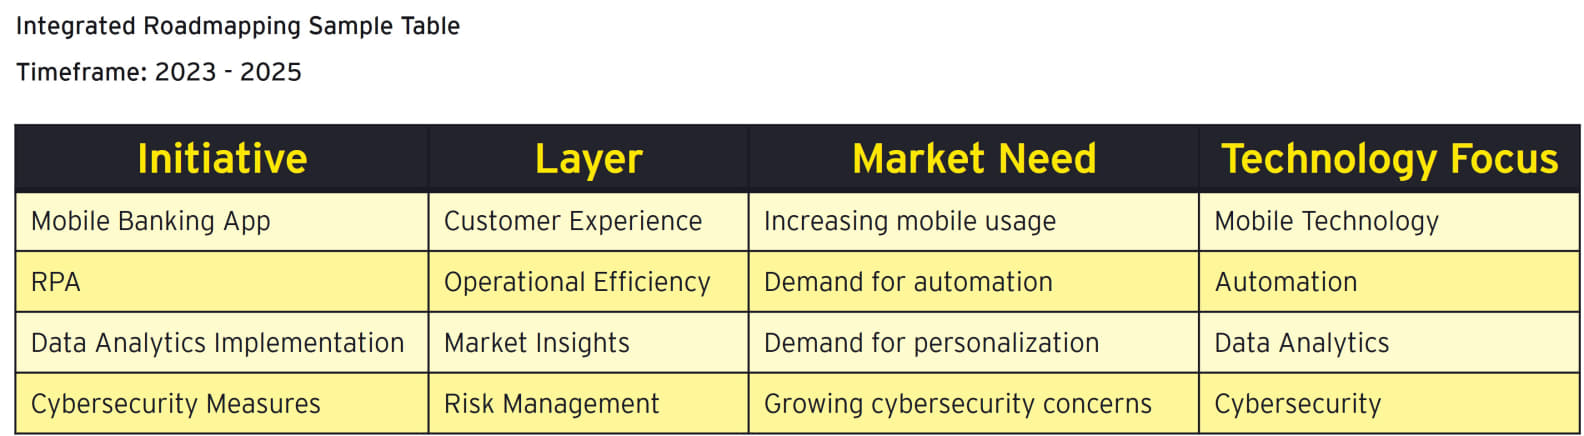 Integrated Roadmapping Sample Table
Timeframe: 2023 - 2025
Initiative Layer Market Need Technology Focus
Mobile Banking App Customer Experience Increasing mobile usage Mobile Technology
RPA Operational Efficiency Demand for automation Automation
Data Analytics Implementation Market Insights Demand for personalization Data Analytics
Cybersecurity Measures Risk Management Growing cybersecurity concerns Cybersecurity